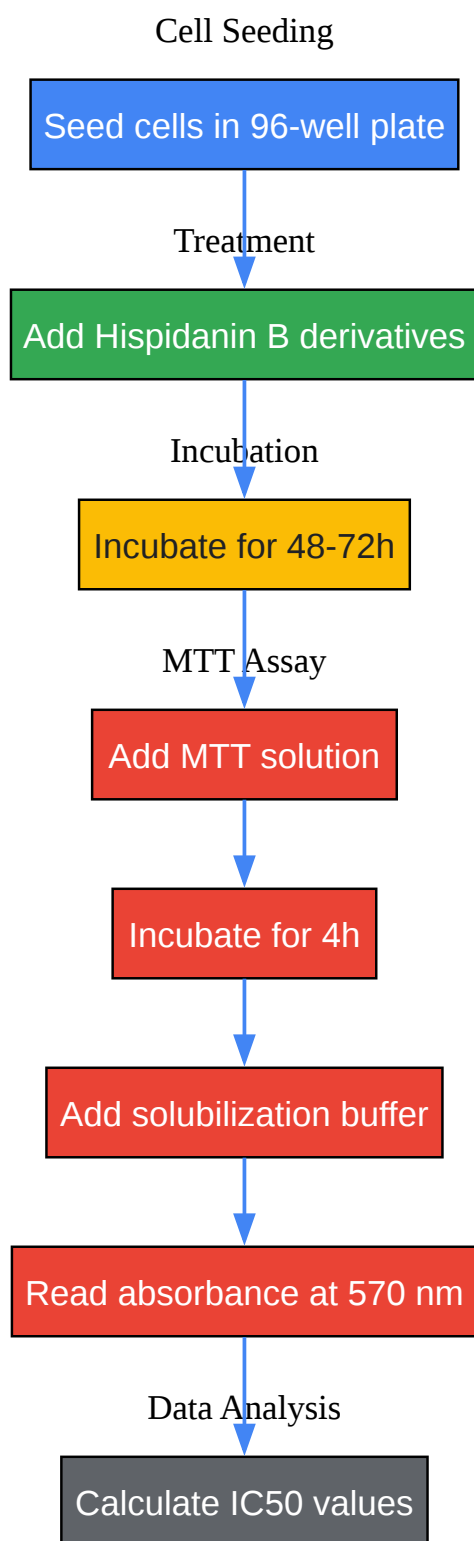 Cell Seeding
Seed cells in 96-well plate
Treatment
Add Hispidanin B derivatives
Incubation
Incubate for 48-72h
MTT Assay
Add MTT solution
Incubate for 4h
Add solubilization buffer
Read absorbance at 570 nm
Data Analysis
Calculate IC50 values